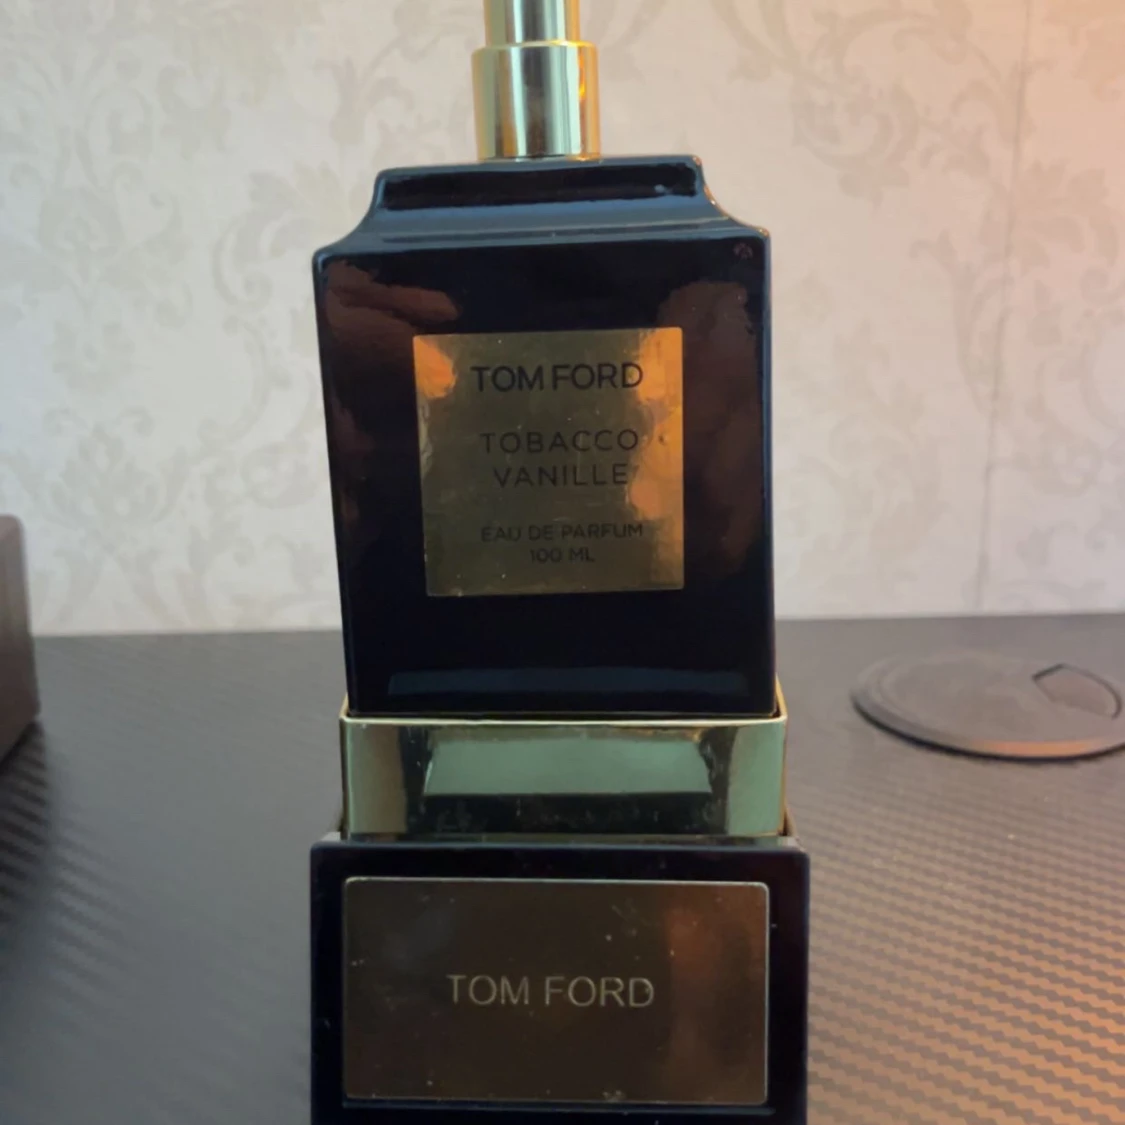 TOM FORD
TOBACCO
VANILLE
EAU DE PARFUM
100 ML
TOM FORD